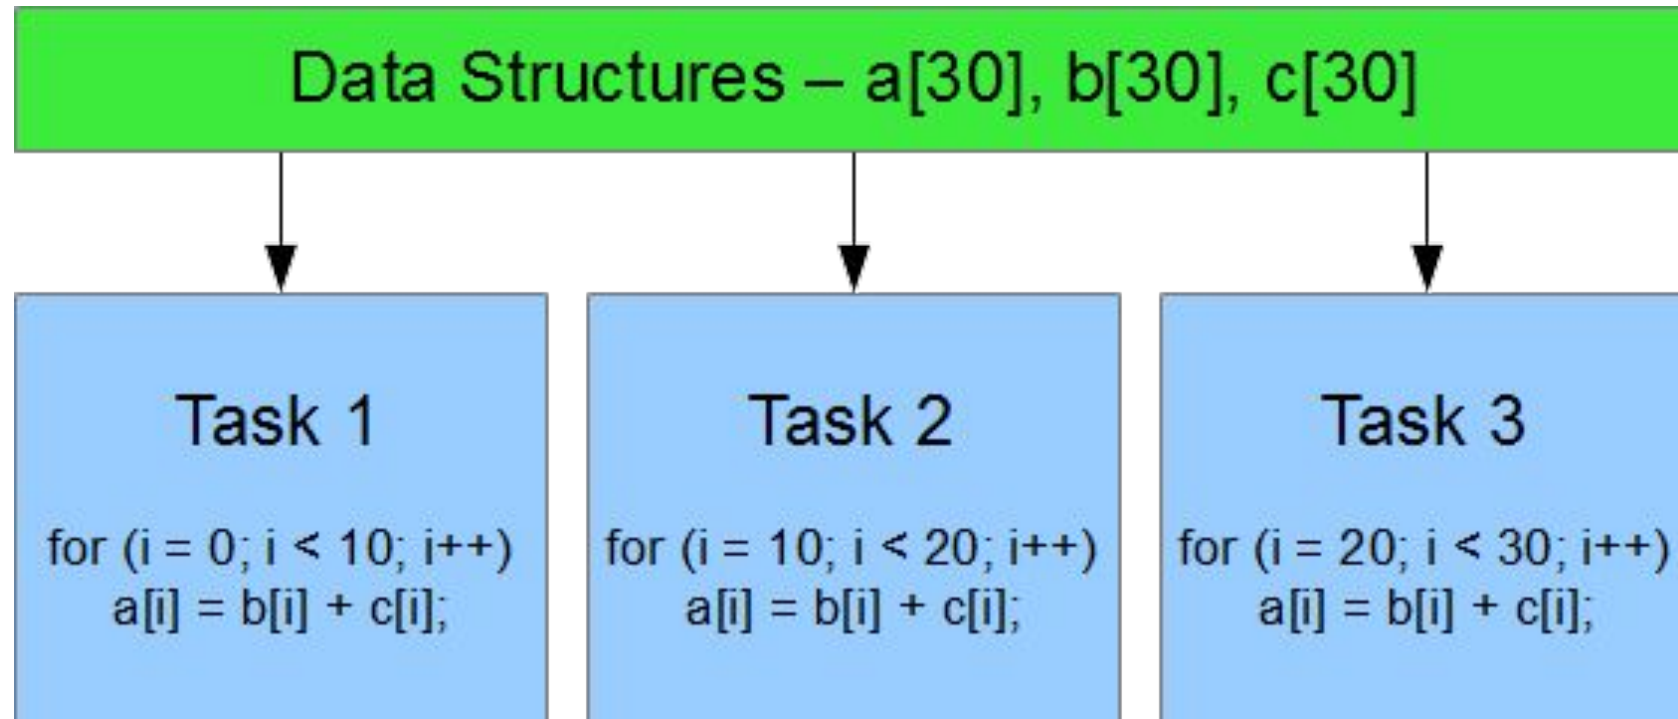 Data Structures – a[30], b[30], c[30]
Task 1
for (i = 0; i < 10; i++)
a[i] = b[i] + c[i];
Task 2
for (i = 10; i < 20; i++)
a[i] = b[i] + c[i];
Task 3
for (i = 20; i < 30; i++)
a[i] = b[i] + c[i];